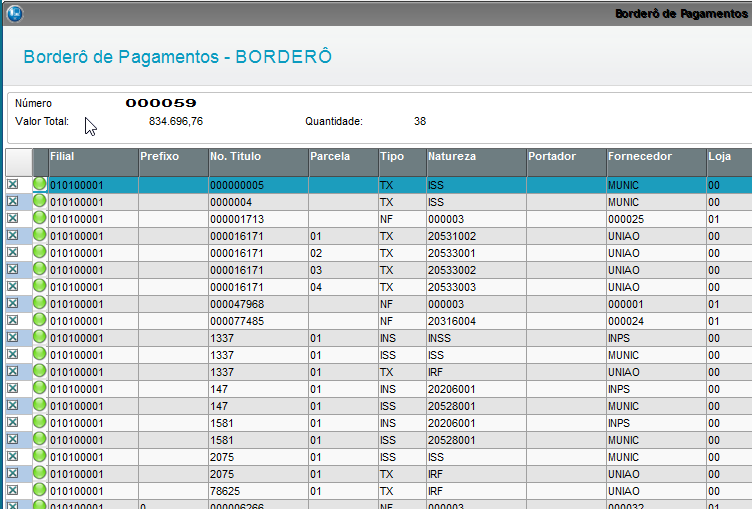 Borderô de Pagamentos
Borderô de Pagamentos - BORDERÔ
Número 000059
Valor Total: 834.696,76 Quantidade: 38
Filial Prefixo No. Titulo Parcela Tipo Natureza Portador Fornecedor Loja
010100001 000000005 TX ISS MUNIC 00
010100001 0000004 TX ISS MUNIC 00
010100001 000001713 NF 000003 000025 01
010100001 000016171 01 TX 20531002 UNIAO 00
010100001 000016171 02 TX 20533001 UNIAO 00
010100001 000016171 03 TX 20533002 UNIAO 00
010100001 000016171 04 TX 20533003 UNIAO 00
010100001 000047968 NF 000003 000001 01
010100001 000077485 NF 20316004 000024 01
010100001 1337 01 INS INSS INPS 00
010100001 1337 01 ISS ISS MUNIC 00
010100001 1337 01 TX IRF UNIAO 00
010100001 147 01 INS 20206001 INPS 00
010100001 147 01 ISS 20528001 MUNIC 00
010100001 1581 01 INS 20206001 INPS 00
010100001 1581 01 ISS 20528001 MUNIC 00
010100001 2075 01 ISS ISS MUNIC 00
010100001 2075 01 TX IRF UNIAO 00
010100001 78625 01 TX IRF UNIAO 00
010100001 0 000006266 NF 000003 000032 01